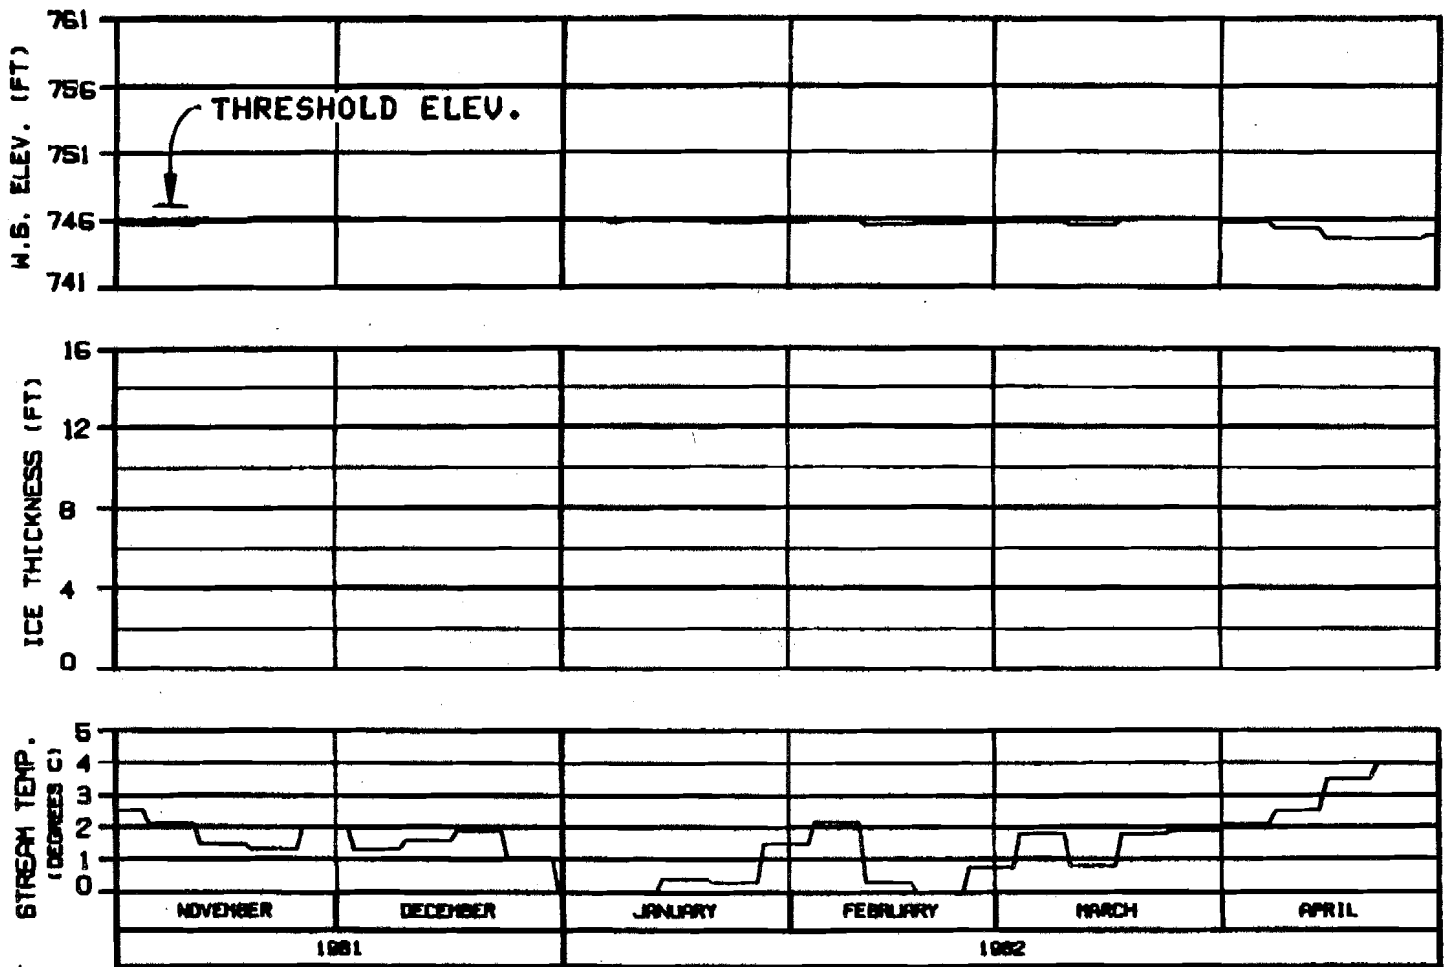 W.S. ELEV. (FT)
761
756
751
746
741
THRESHOLD ELEV.
ICE THICKNESS (FT)
16
12
8
4
0
STREAM TEMP.
(DEGREES C)
5
4
3
2
1
0
NOVEMBER DECEMBER JANUARY FEBRUARY MARCH APRIL
1981 1982